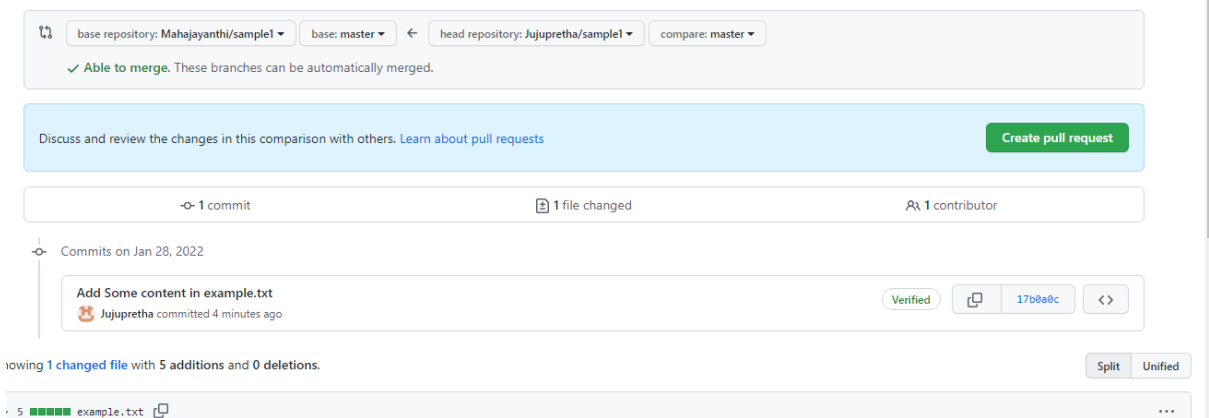 base repository: Mahajayanthi/sample1 base: master ← head repository: Jujupretha/sample1 compare: master
✓ Able to merge. These branches can be automatically merged.
Discuss and review the changes in this comparison with others. Learn about pull requests Create pull request
1 commit 1 file changed 1 contributor
Commits on Jan 28, 2022
Add Some content in example.txt
Verified 17b0a0c <>
Jujupretha committed 4 minutes ago
howing 1 changed file with 5 additions and 0 deletions. Split Unified
5 example.txt ...